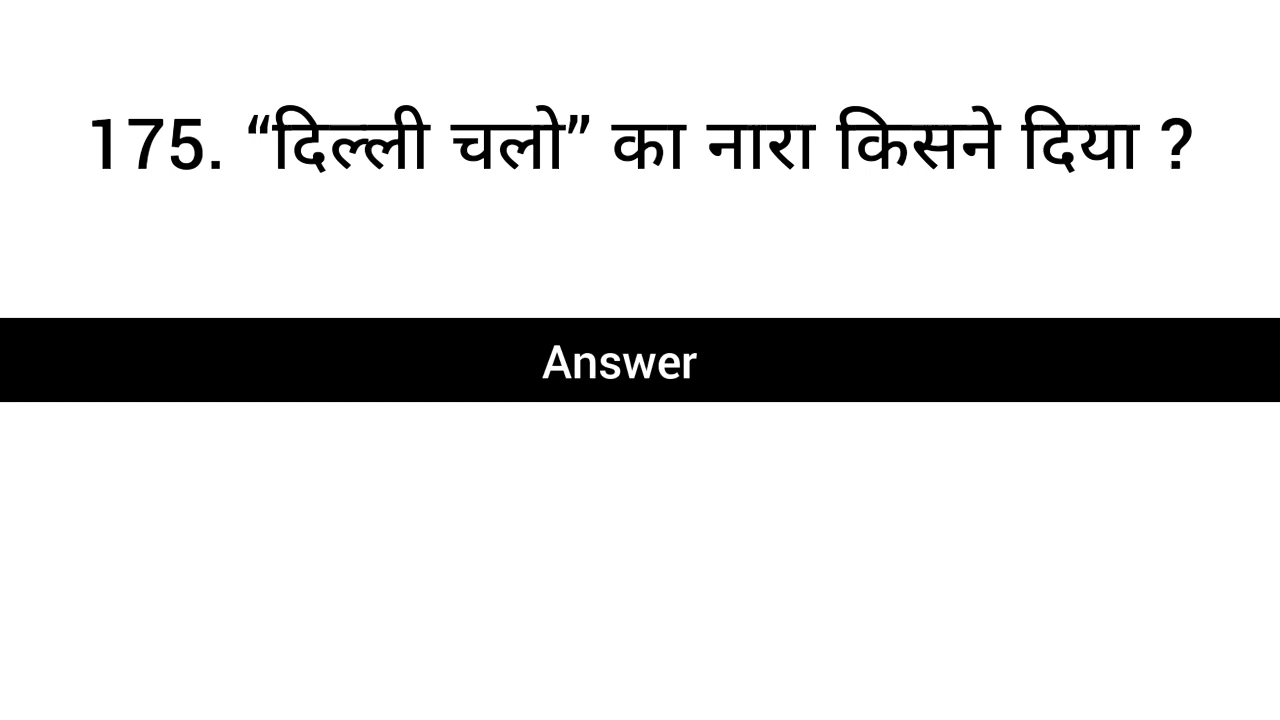 175. “दिल्ली चलो” का नारा किसने दिया ?
Answer